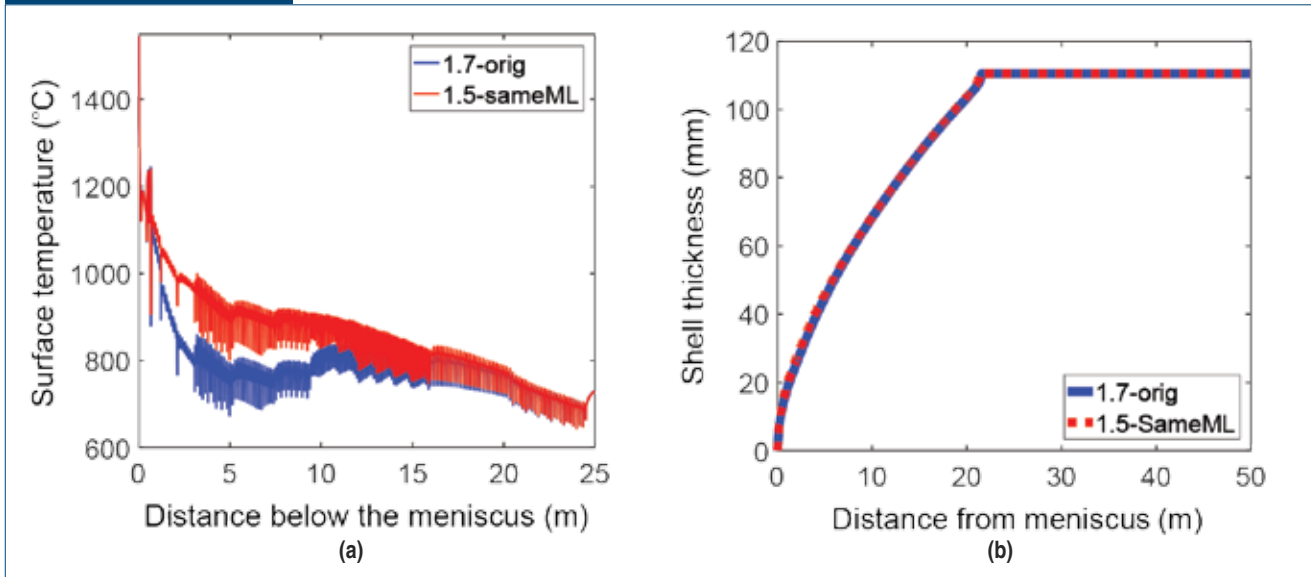 Surface temperature (°C)
1400
1200
1000
800
600
0
5
10
15
20
25
1.7-orig
1.5-sameML
Distance below the meniscus (m)
(a)
Shell thickness (mm)
120
100
80
60
40
20
0
0
10
20
30
40
50
1.7-orig
1.5-SameML
Distance from meniscus (m)
(b)